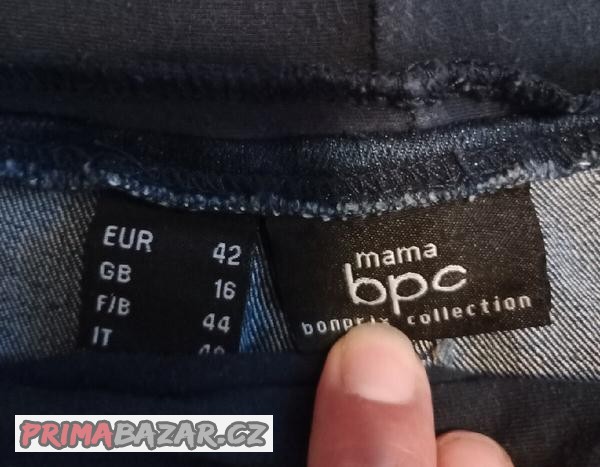 EUR 42
GB 16
F/B 44
IT
mama
bpc
bonprix collection
PRIMABAZAR.CZ